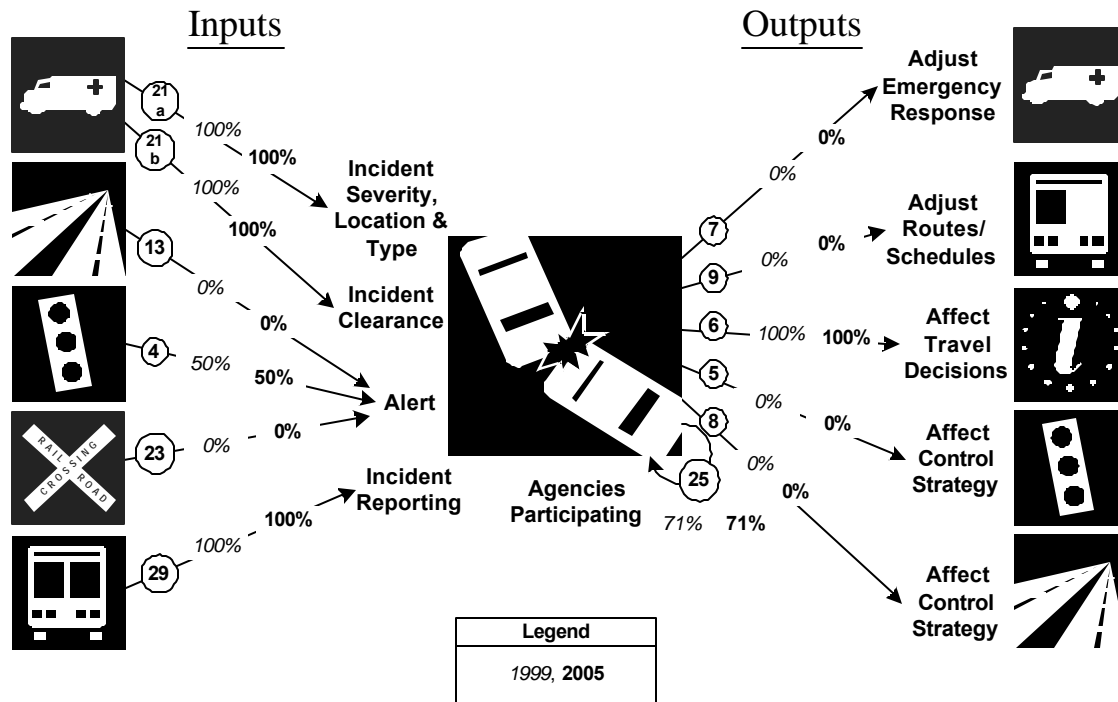 Inputs
Outputs
21
a
100%
100%
Incident
Severity,
Location &
Type
21
b
100%
100%
Incident
Clearance
13
0%
0%
4
50%
50%
Alert
RAIL ROAD
CROSSING
23
0%
0%
29
100%
100%
Incident
Reporting
7
0%
0%
Adjust
Emergency
Response
9
0%
0%
Adjust
Routes/
Schedules
6
100%
100%
Affect
Travel
Decisions
5
0%
0%
Affect
Control
Strategy
8
0%
0%
Affect
Control
Strategy
25
Agencies
Participating
71%
71%
Legend
1999, 2005